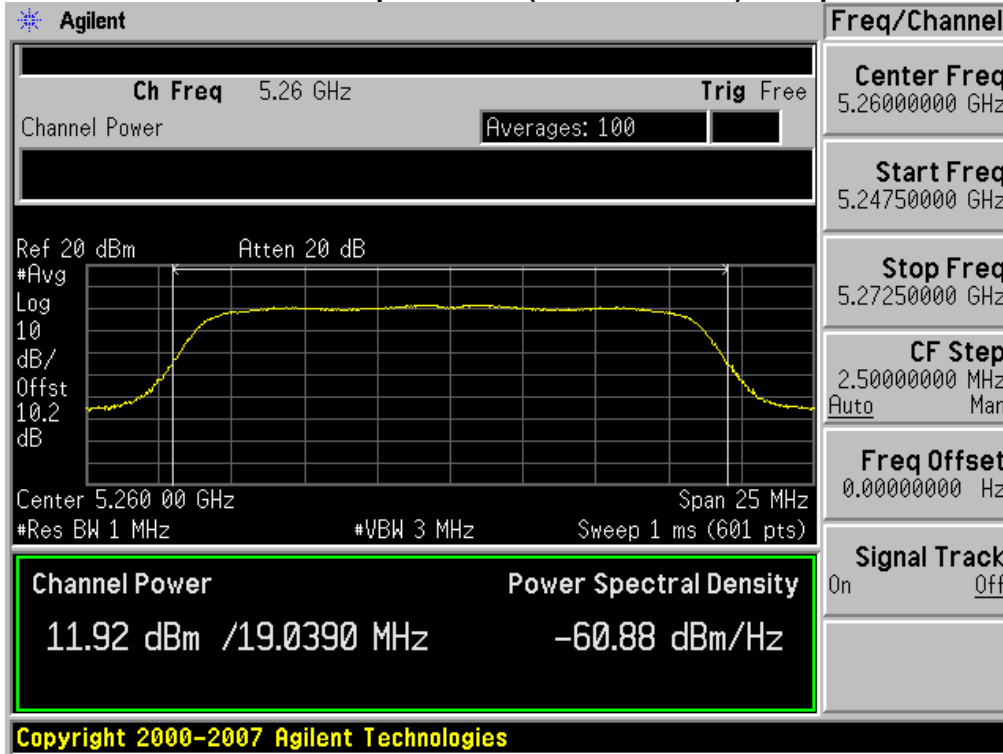 Agilent
Ch Freq 5.26 GHz Trig Free
Channel Power Averages: 100
Ref 20 dBm Atten 20 dB
#Avg
Log
10
dB/
Offst
10.2
dB
Center 5.260 00 GHz Span 25 MHz
#Res BW 1 MHz #VBW 3 MHz Sweep 1 ms (601 pts)
Channel Power Power Spectral Density
11.92 dBm /19.0390 MHz -60.88 dBm/Hz
Copyright 2000-2007 Agilent Technologies
Freq/Channel
Center Freq
5.26000000 GHz
Start Freq
5.24750000 GHz
Stop Freq
5.27250000 GHz
CF Step
2.50000000 MHz
Auto Man
Freq Offset
0.00000000 Hz
Signal Track
On Off